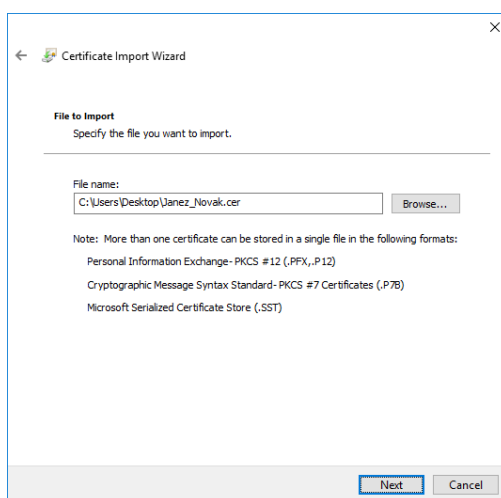 Certificate Import Wizard
File to Import
Specify the file you want to import.
File name:
C:\Users\Desktop\Janez_Novak.cer
Browse...
Note: More than one certificate can be stored in a single file in the following formats:
Personal Information Exchange- PKCS #12 (.PFX,.P12)
Cryptographic Message Syntax Standard- PKCS #7 Certificates (.P7B)
Microsoft Serialized Certificate Store (.SST)
Next Cancel